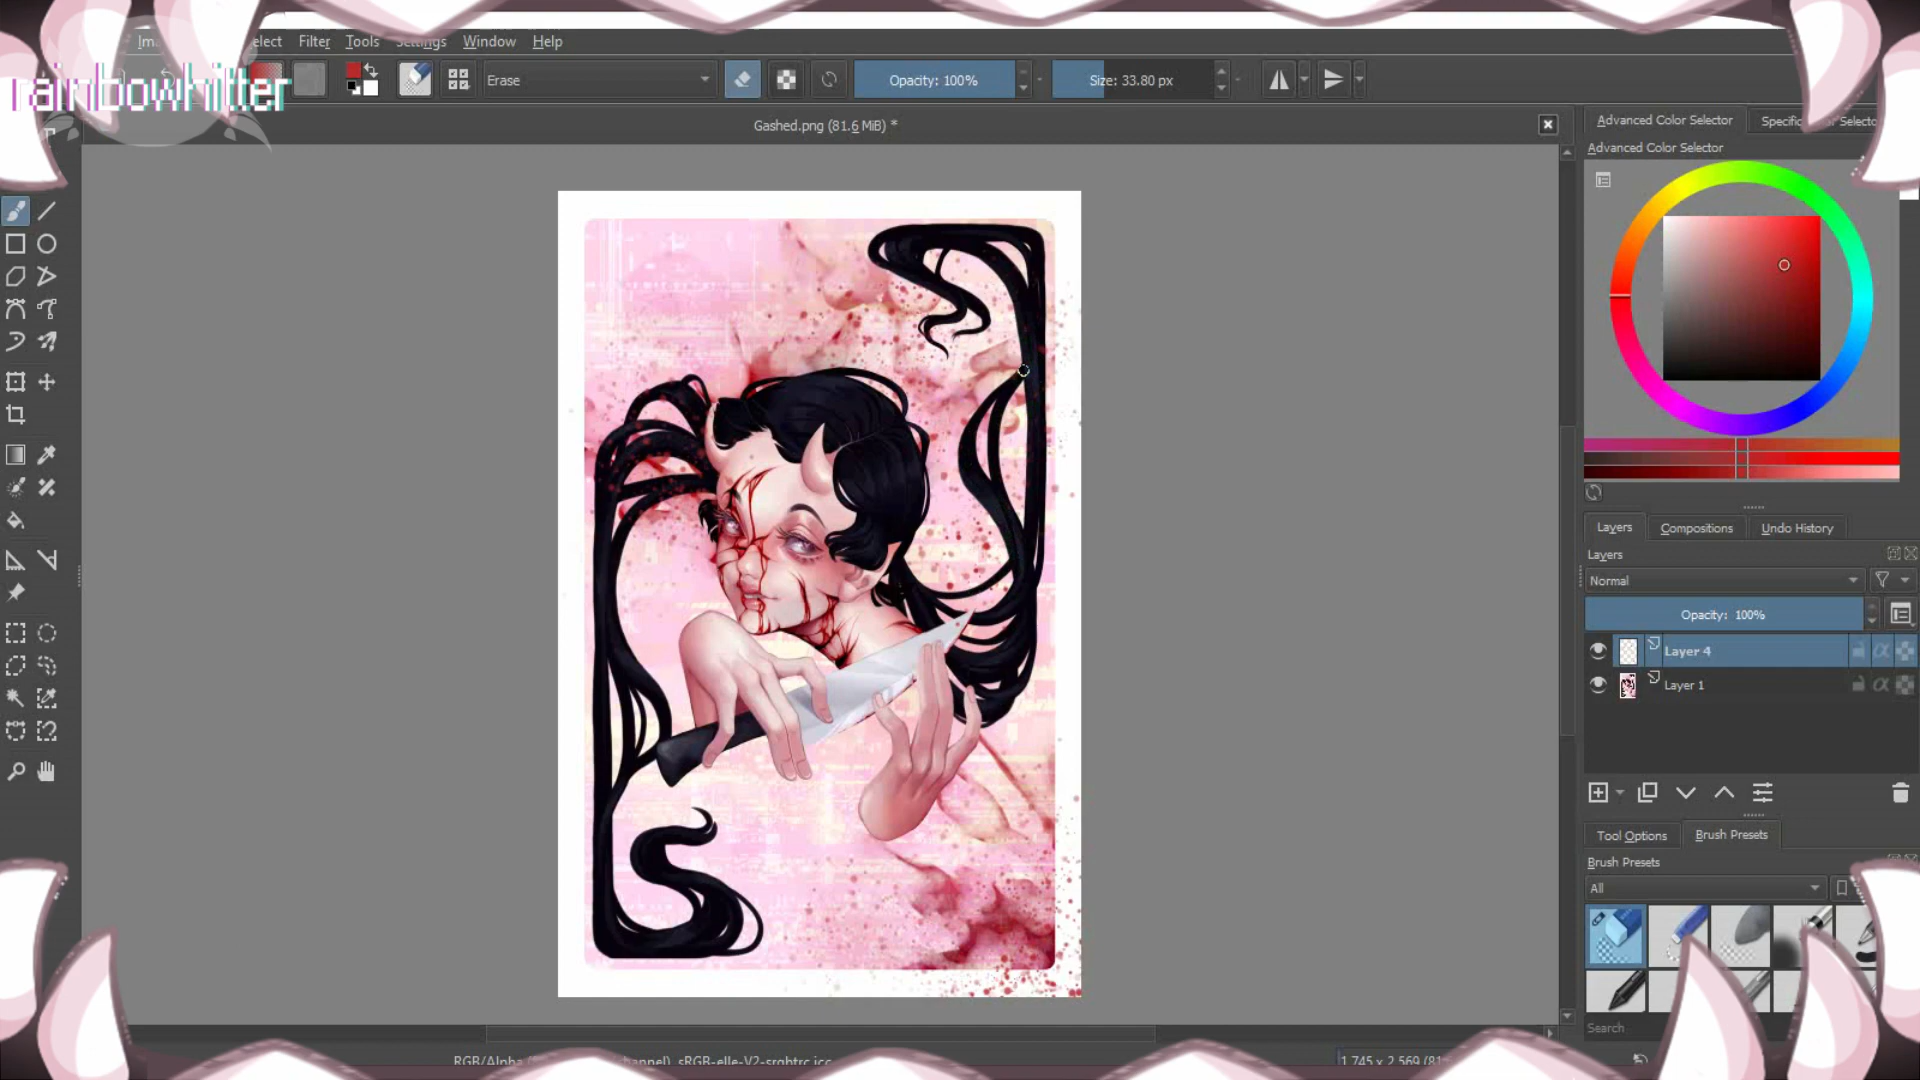 Filter Tools Settings Window Help
rainbowhitter
Erase
Opacity: 100%
Size: 33.80 px
Gashed.png (81.6 MiB) *
Advanced Color Selector
Advanced Color Selector
Layers Compositions Undo History
Layers
Normal
Opacity: 100%
Layer 4
Layer 1
Tool Options Brush Presets
Brush Presets
All
Search